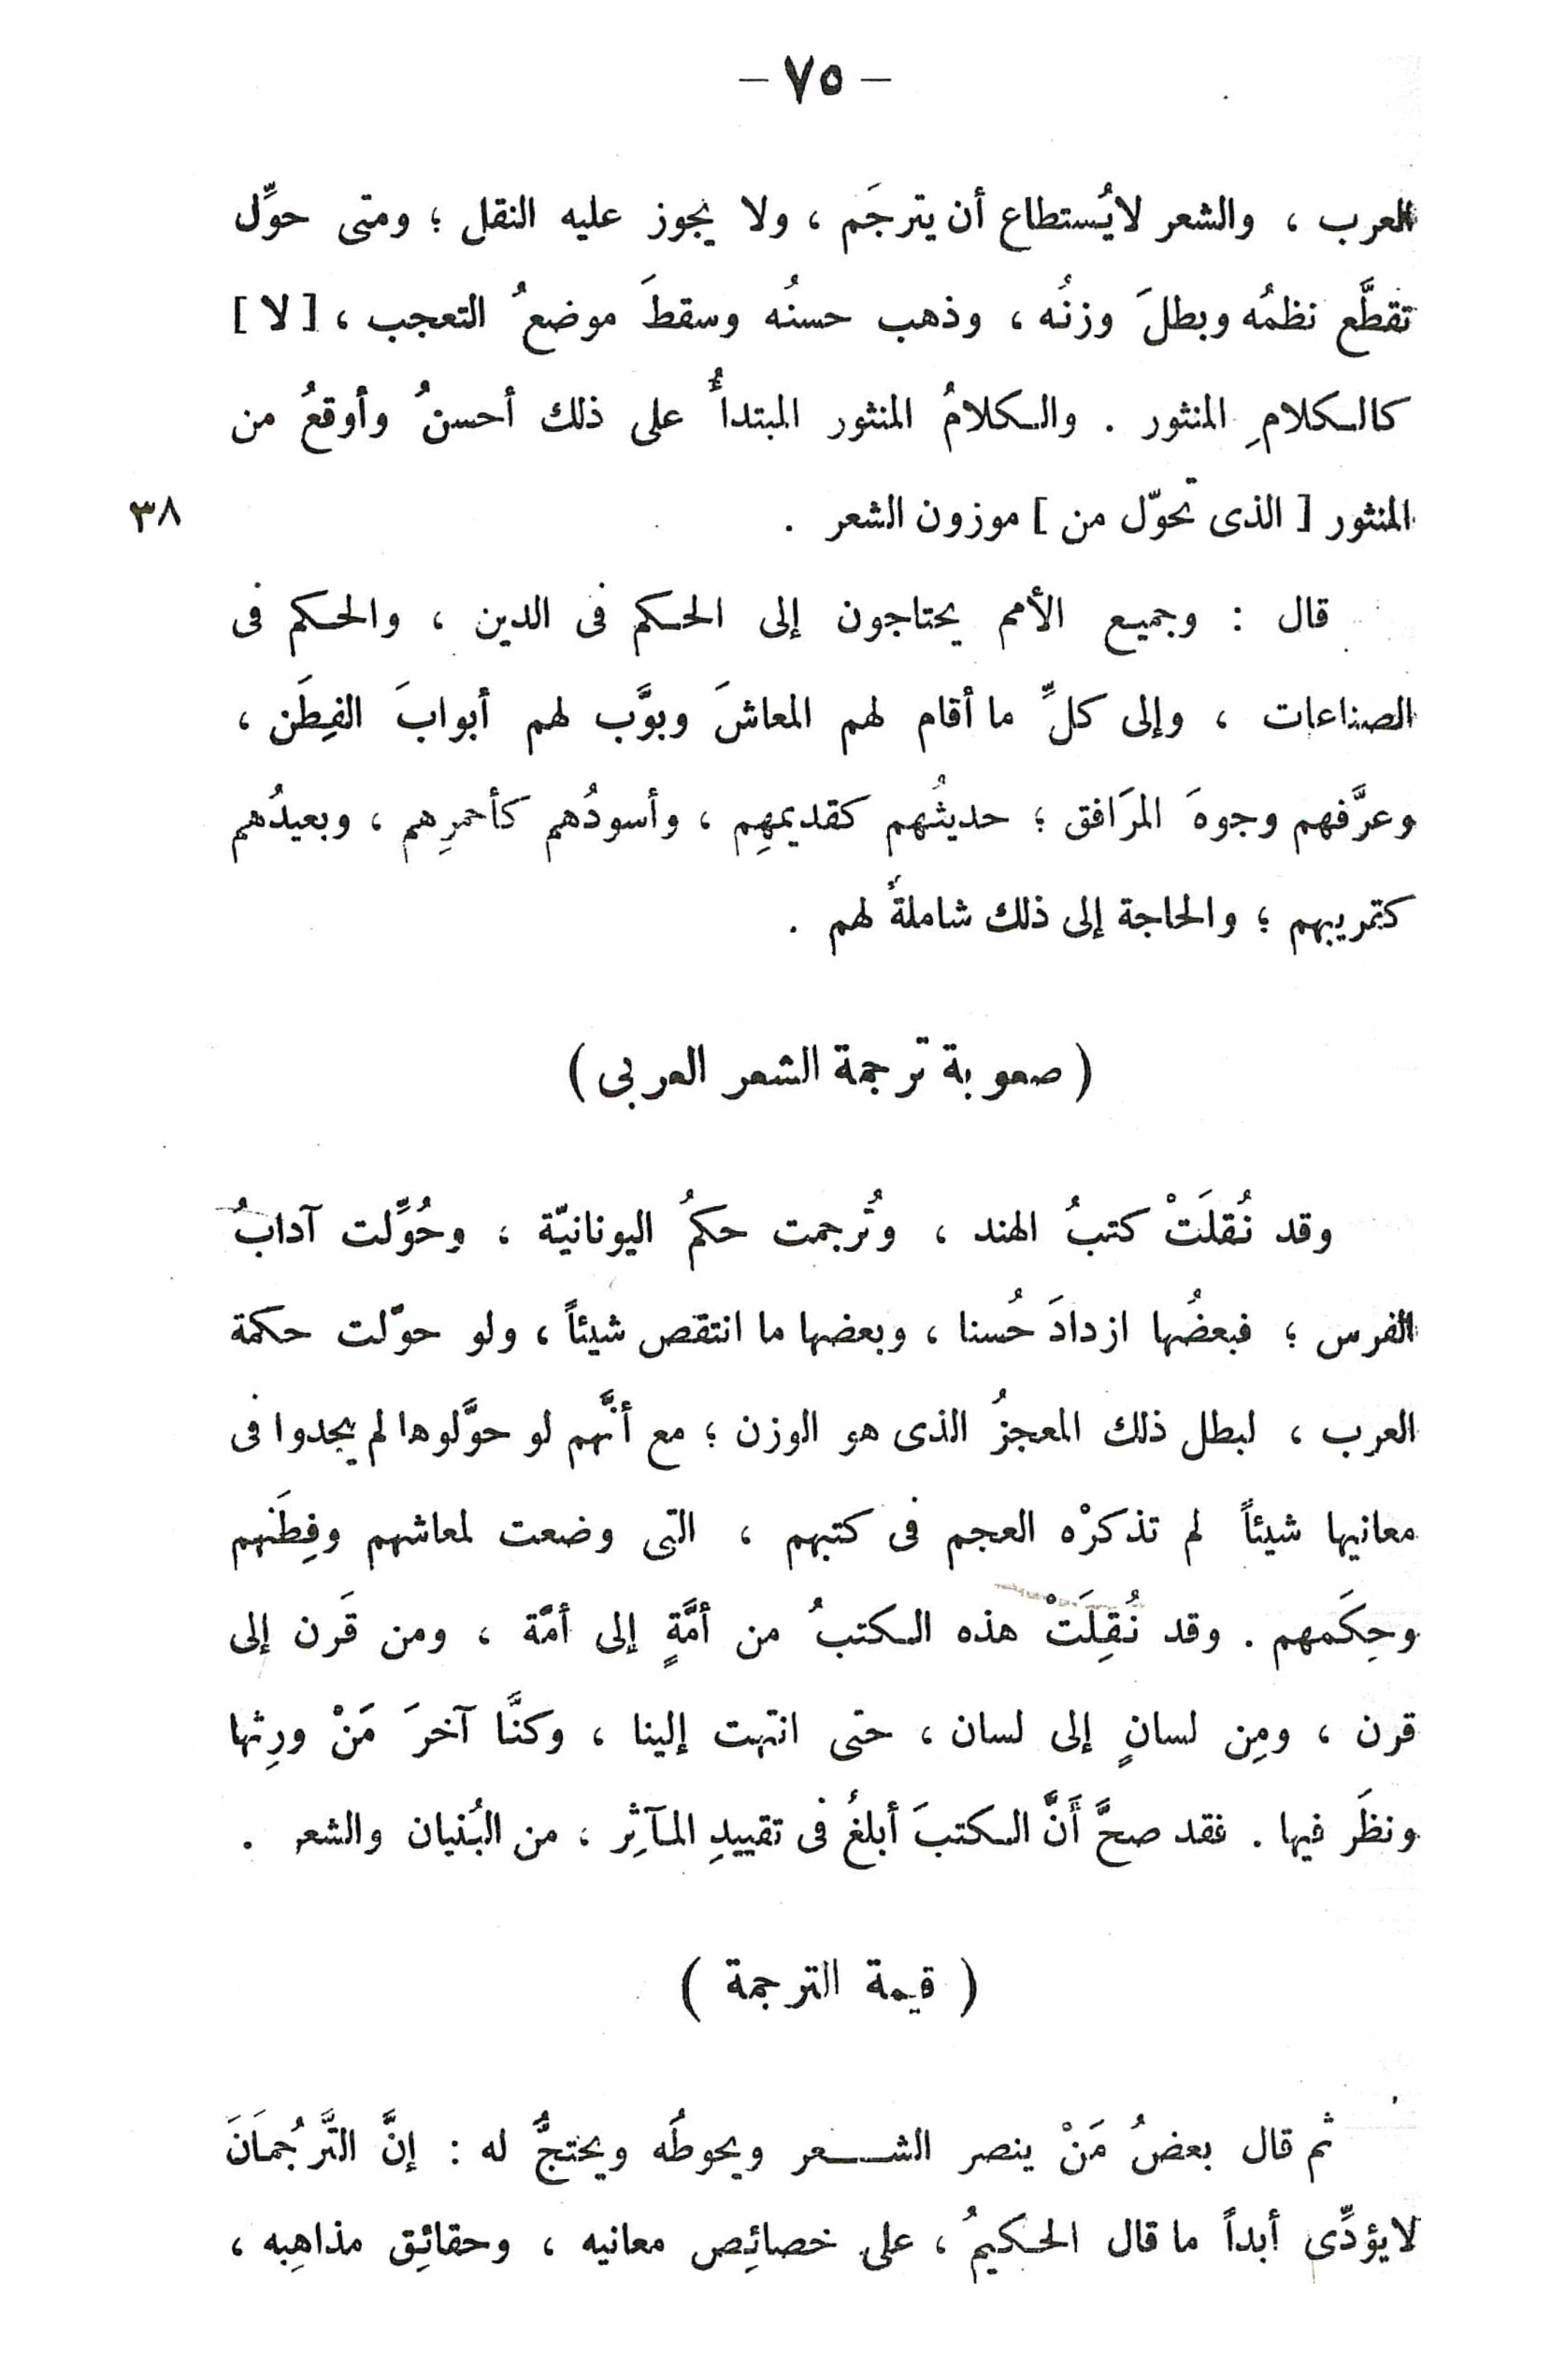 — ٧٥ —
العرب ، والشعر لايُستطاع أن يترجَم ، ولا يجوز عليه النقل ؛ ومتى حوِّل
تقطَّع نظمُه وبطلَ وزنُه ، وذهب حسنُه وسقطَ موضعُ التعجب ، [ لا ]
كالـكلامِ المنثور . والـكلامُ المنثور المبتدأُ على ذلك أحسنُ وأوقعُ من
المنثور [ الذى تحوّل من ] موزون الشعر . ٣٨
قال : وجميع الأمم يحتاجون إلى الحـكم فى الدين ، والحـكم فى
الصناعات ، وإلى كلِّ ما أقام لهم المعاشَ وبوَّب لهم أبوابَ الفِطَن ،
وعرَّفهم وجوهَ المرَافق ؛ حديثُهم كقديمهِم ، وأسودُهم كأحمرِهم ، وبعيدُهم
كقريبهم ؛ والحاجة إلى ذلك شاملةٌ لهم .
( صعوبة ترجمة الشعر العربى )
وقد نُقلَتْ كتبُ الهند ، وتُرجمت حكمُ اليونانيّة ، وحُوِّلت آدابُ
الفرس ؛ فبعضُها ازدادَ حُسنا ، وبعضها ما انتقص شيئاً ، ولو حوّلت حكمة
العرب ، لبطل ذلك المعجزُ الذى هو الوزن ؛ مع أنَّهم لو حوَّلوها لم يجدوا فى
معانيها شيئاً لم تذكرْه العجم فى كتبهم ، التى وضعت لمعاشهم وفِطَنهم
وحِكَمهم . وقد نُقِلَتْ هذه الـكتبُ من أمَّةٍ إلى أمَّة ، ومن قَرن إلى
قرن ، ومِن لسانٍ إلى لسان ، حتى انتهت إلينا ، وكنَّا آخرَ مَنْ ورِثها
ونظَر فيها . فقد صحَّ أَنَّ الـكتبَ أبلغُ فى تقييدِ المـآثِر ، من البُنيان والشعر .
( قيمة الترجمة )
ثم قال بعضُ مَنْ ينصر الشـــعر ويحوطُه ويحتجُّ له : إنَّ التَّرجُمَانَ
لايؤدِّى أبداً ما قال الحـكيمُ ، على خصائِص معانيه ، وحقائِق مذاهِبه ،